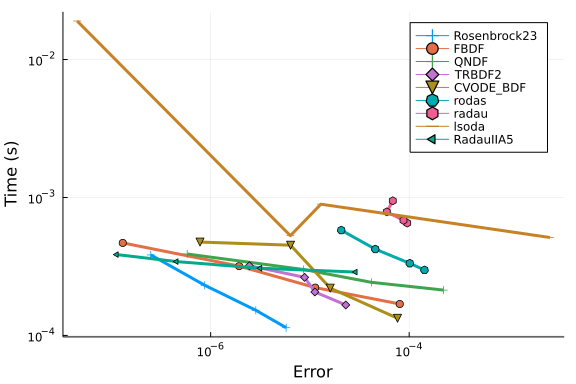 Time (s)
10⁻²
10⁻³
10⁻⁴
10⁻⁶
10⁻⁴
Error
Rosenbrock23
FBDF
QNDF
TRBDF2
CVODE_BDF
rodas
radau
lsoda
RadauIIA5